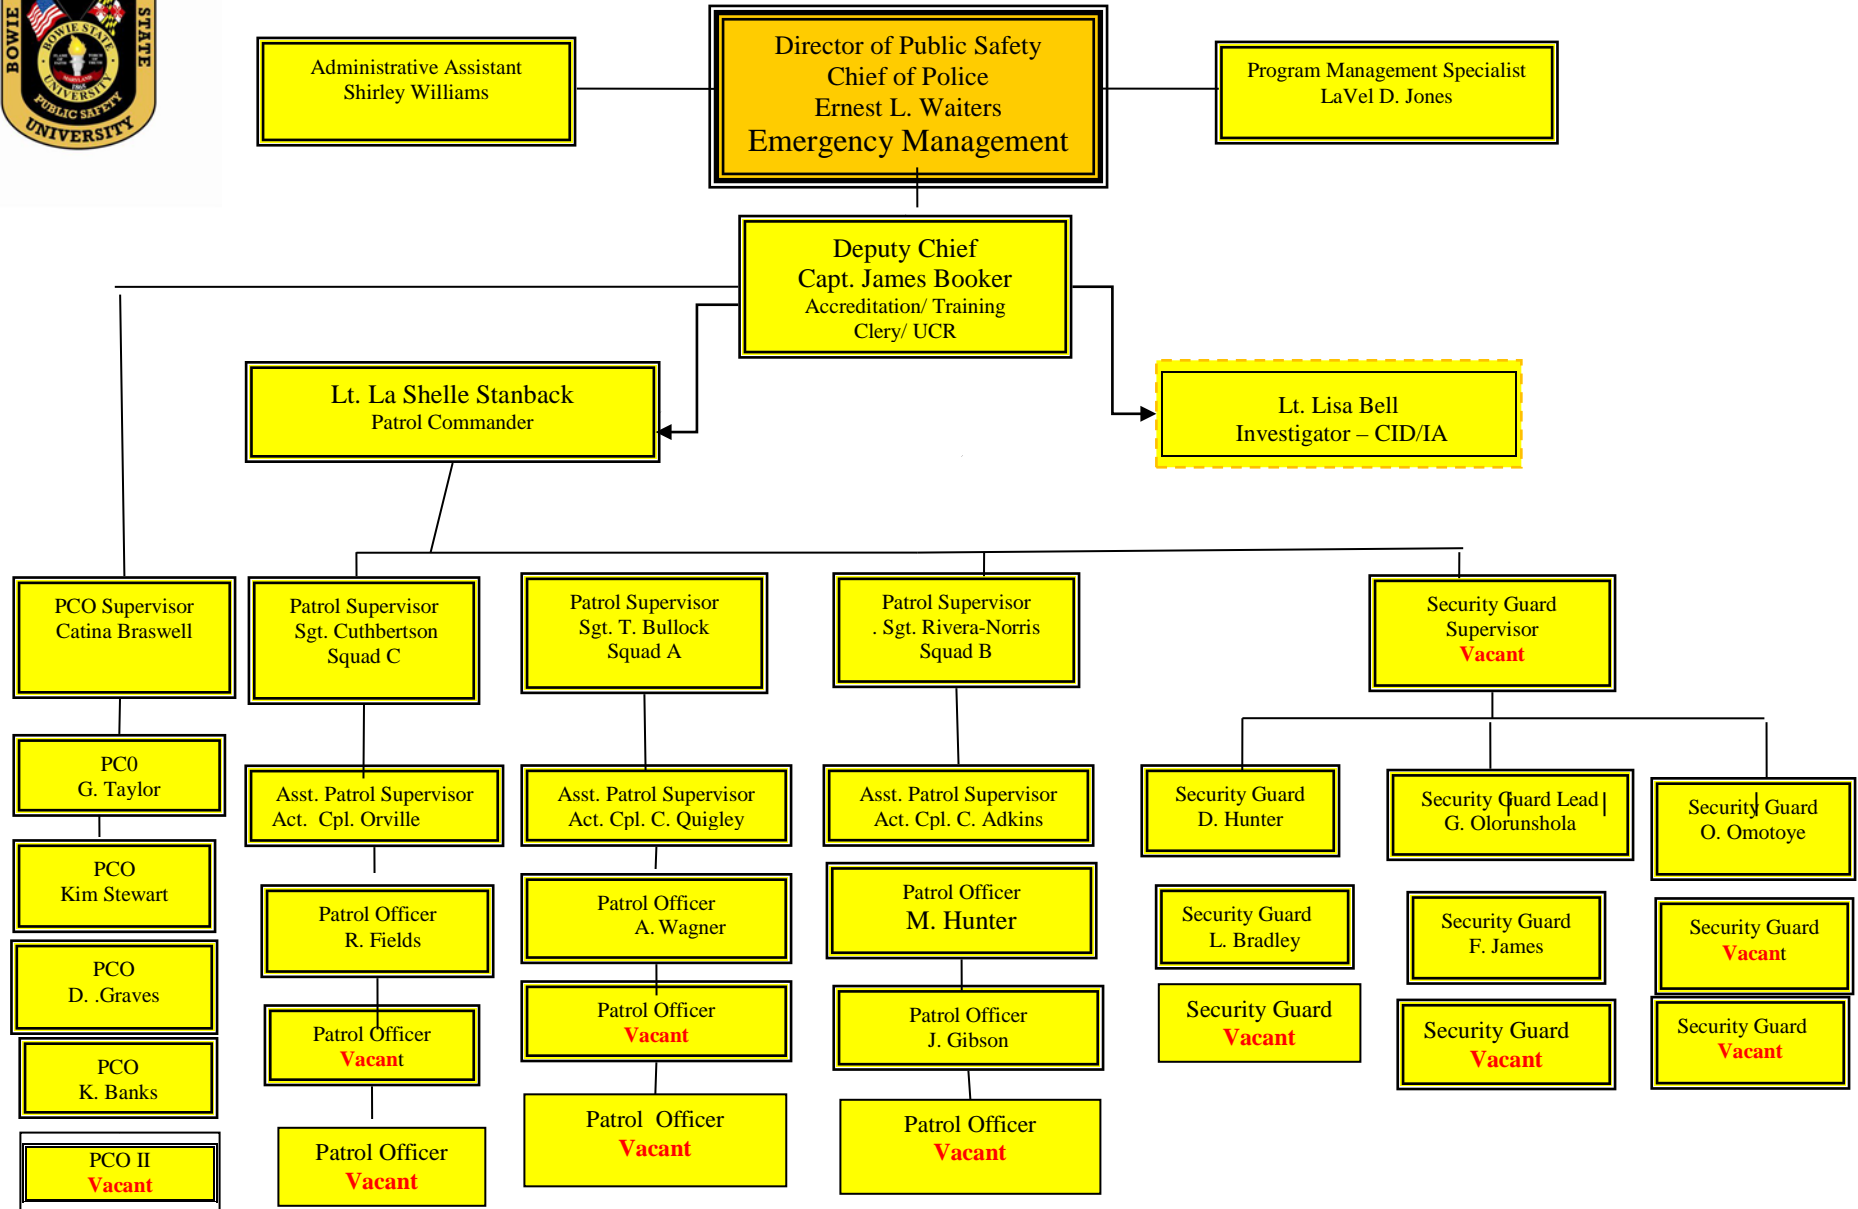 BOWIE
STATE
BOWIE STATE
UNIVERSITY
MARYLAND
1865
PUBLIC SAFETY
UNIVERSITY
Administrative Assistant
Shirley Williams
Director of Public Safety
Chief of Police
Ernest L. Waiters
Emergency Management
Program Management Specialist
LaVel D. Jones
Deputy Chief
Capt. James Booker
Accreditation/ Training
Clery/ UCR
Lt. La Shelle Stanback
Patrol Commander
Lt. Lisa Bell
Investigator – CID/IA
PCO Supervisor
Catina Braswell
Patrol Supervisor
Sgt. Cuthbertson
Squad C
Patrol Supervisor
Sgt. T. Bullock
Squad A
Patrol Supervisor
. Sgt. Rivera-Norris
Squad B
Security Guard
Supervisor
Vacant
PC0
G. Taylor
Asst. Patrol Supervisor
Act. Cpl. Orville
Asst. Patrol Supervisor
Act. Cpl. C. Quigley
Asst. Patrol Supervisor
Act. Cpl. C. Adkins
Security Guard
D. Hunter
Security Guard Lead
G. Olorunshola
Security Guard
O. Omotoye
PCO
Kim Stewart
Patrol Officer
R. Fields
Patrol Officer
A. Wagner
Patrol Officer
M. Hunter
Security Guard
L. Bradley
Security Guard
F. James
Security Guard
Vacant
PCO
D. .Graves
Patrol Officer
Vacant
Patrol Officer
Vacant
Patrol Officer
J. Gibson
Security Guard
Vacant
Security Guard
Vacant
Security Guard
Vacant
PCO
K. Banks
Patrol Officer
Vacant
Patrol Officer
Vacant
Patrol Officer
Vacant
PCO II
Vacant